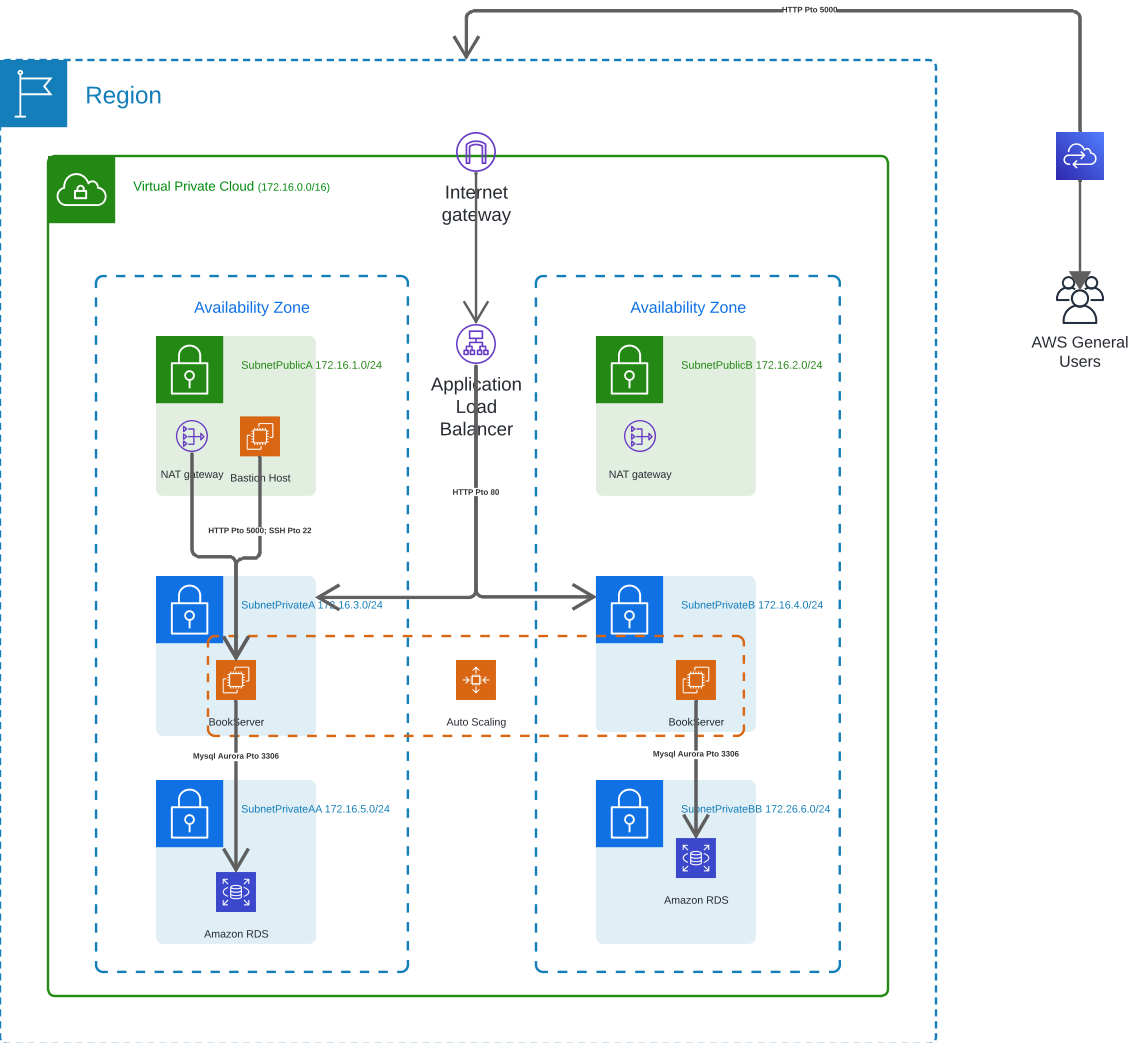 HTTP Pto 5000
Region
Internet
gateway
Virtual Private Cloud (172.16.0.0/16)
Availability Zone
Availability Zone
AWS General
Users
SubnetPublicA 172.16.1.0/24
Application
Load
Balancer
SubnetPublicB 172.16.2.0/24
NAT gateway
Bastion Host
NAT gateway
HTTP Pto 80
HTTP Pto 5000; SSH Pto 22
SubnetPrivateA 172.16.3.0/24
SubnetPrivateB 172.16.4.0/24
BookServer
Auto Scaling
BookServer
Mysql Aurora Pto 3306
Mysql Aurora Pto 3306
SubnetPrivateAA 172.16.5.0/24
SubnetPrivateBB 172.26.6.0/24
Amazon RDS
Amazon RDS